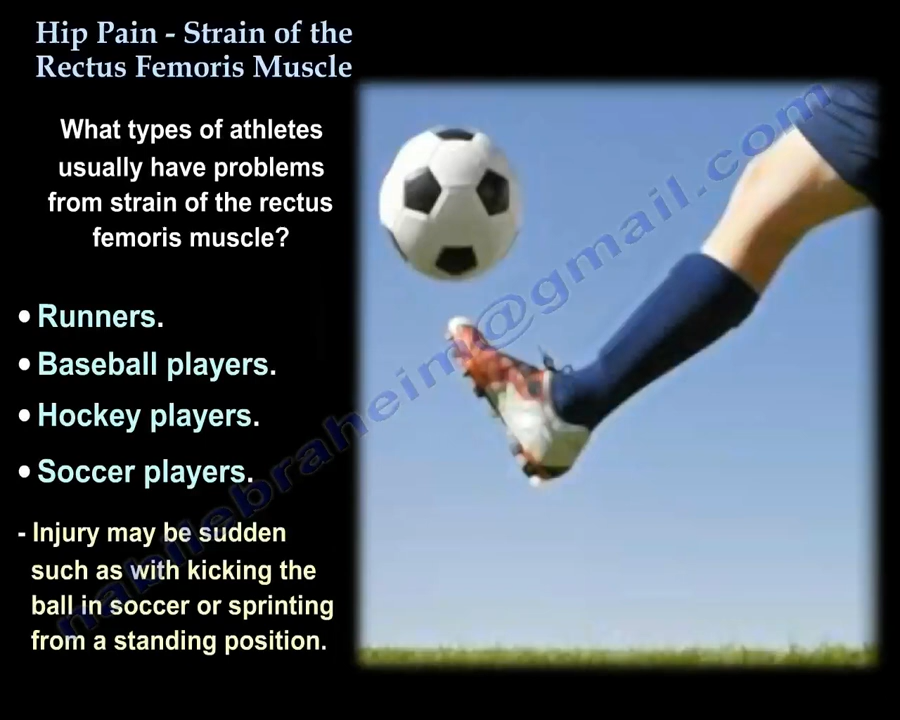 Hip Pain - Strain of the
Rectus Femoris Muscle
What types of athletes
usually have problems
from strain of the rectus
femoris muscle?
• Runners.
• Baseball players.
• Hockey players.
• Soccer players.
- Injury may be sudden
such as with kicking the
ball in soccer or sprinting
from a standing position.
nabilebraheim@gmail.com